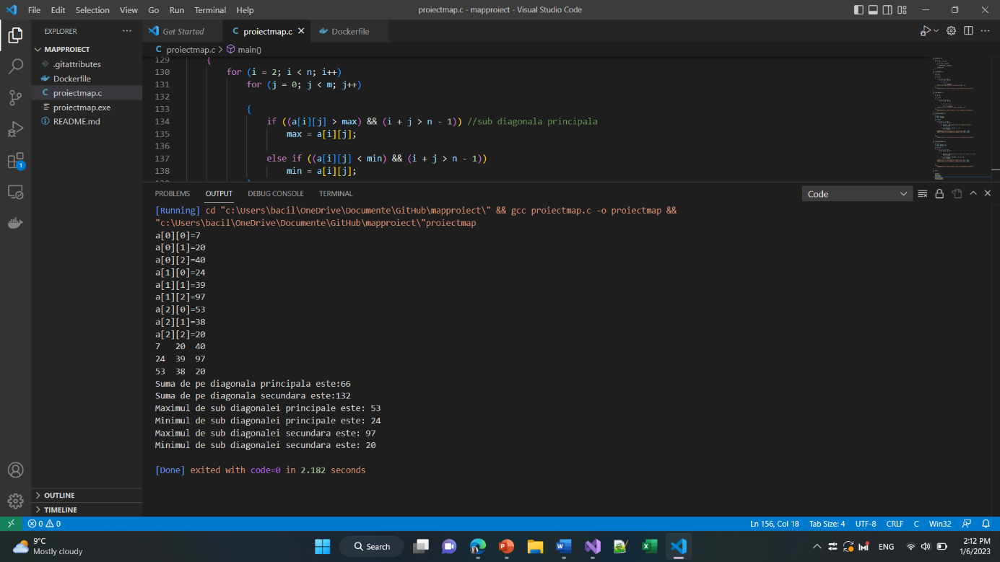 File Edit Selection View Go Run Terminal Help
proiectmap.c - mapproiect - Visual Studio Code
EXPLORER
MAPPROIECT
.gitattributes
Dockerfile
C proiectmap.c
proiectmap.exe
README.md
OUTLINE
TIMELINE
1
Get Started
C proiectmap.c
Dockerfile
C proiectmap.c > main()
129 {
130 for (i = 2; i < n; i++)
131 for (j = 0; j < m; j++)
132
133 {
134 if ((a[i][j] > max) && (i + j > n - 1)) //sub diagonala principala
135 max = a[i][j];
136
137 else if ((a[i][j] < min) && (i + j > n - 1))
138 min = a[i][j];
139 }
PROBLEMS OUTPUT DEBUG CONSOLE TERMINAL
Code
[Running] cd "c:\Users\bacil\OneDrive\Documente\GitHub\mapproiect\" && gcc proiectmap.c -o proiectmap &&
"c:\Users\bacil\OneDrive\Documente\GitHub\mapproiect\"proiectmap
a[0][0]=7
a[0][1]=20
a[0][2]=40
a[1][0]=24
a[1][1]=39
a[1][2]=97
a[2][0]=53
a[2][1]=38
a[2][2]=20
7 20 40
24 39 97
53 38 20
Suma de pe diagonala principala este:66
Suma de pe diagonala secundara este:132
Maximul de sub diagonalei principale este: 53
Minimul de sub diagonalei principale este: 24
Maximul de sub diagonalei secundara este: 97
Minimul de sub diagonalei secundara este: 20
[Done] exited with code=0 in 2.182 seconds
0 0
Ln 156, Col 18 Tab Size: 4 UTF-8 CRLF C Win32
9°C
Mostly cloudy
Search
ENG
2:12 PM
1/6/2023